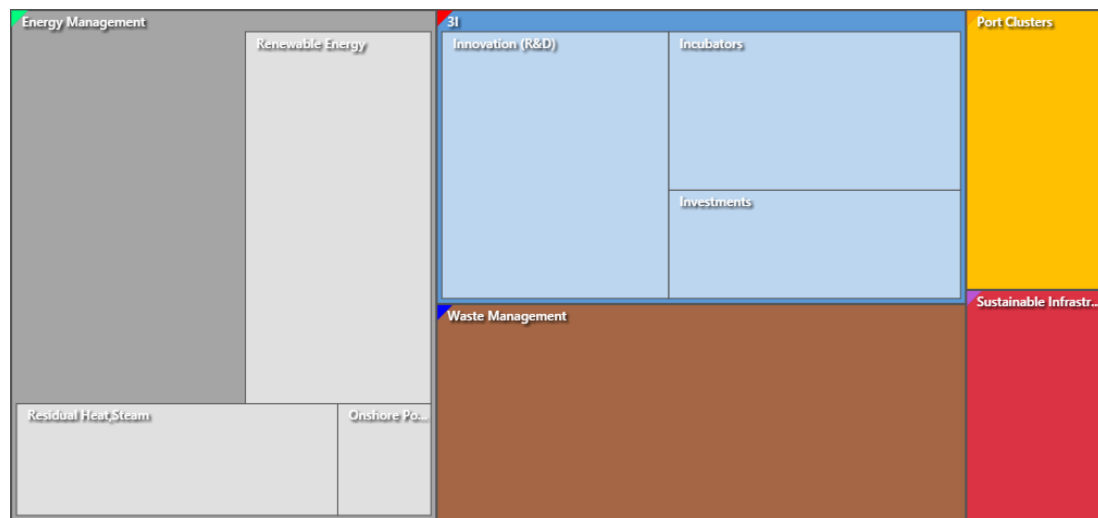 Energy Management
Renewable Energy
Residual Heat,Steam
Onshore Po...
3I
Innovation (R&D)
Incubators
Investments
Waste Management
Port Clusters
Sustainable Infrastr...